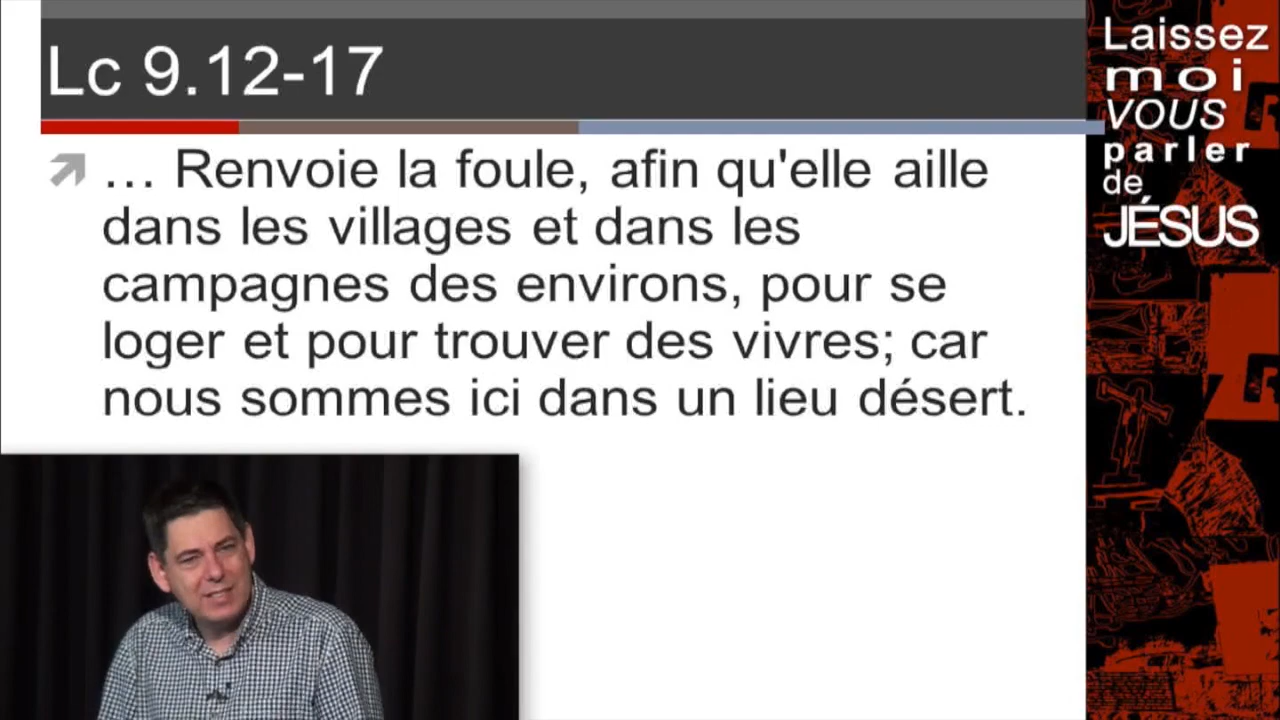 Lc 9.12-17
… Renvoie la foule, afin qu'elle aille
dans les villages et dans les
campagnes des environs, pour se
loger et pour trouver des vivres; car
nous sommes ici dans un lieu désert.
Laissez
moi
VOUS
parler
de
JÉSUS